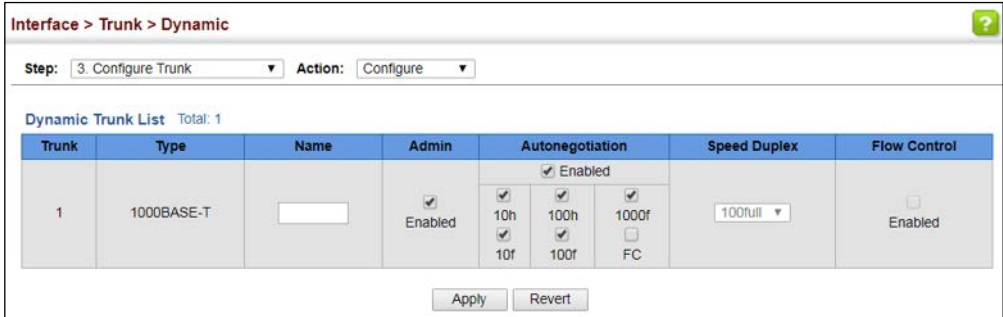 Interface > Trunk > Dynamic
?
Step: 3. Configure Trunk Action: Configure
Dynamic Trunk List Total: 1
Trunk Type Name Admin Autonegotiation Speed Duplex Flow Control
1 1000BASE-T Enabled Enabled 100full Enabled
10h 100h 1000f
10f 100f FC
Apply Revert